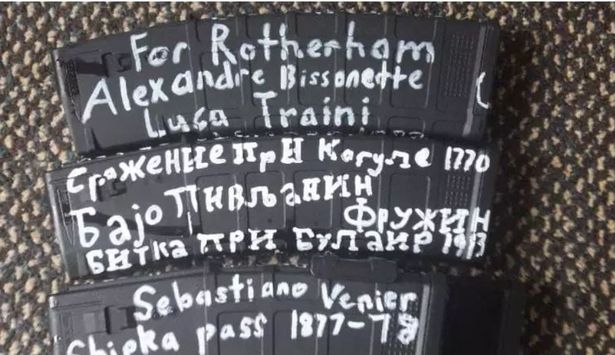 For Rotherham
Alexandre Bissonette
Luca Traini
Сражение при Кагуле 1770
Бајо Пивљанин
Фружин
Битка при Булаир 1913
Sebastiano Venier
Shipka pass 1877-78